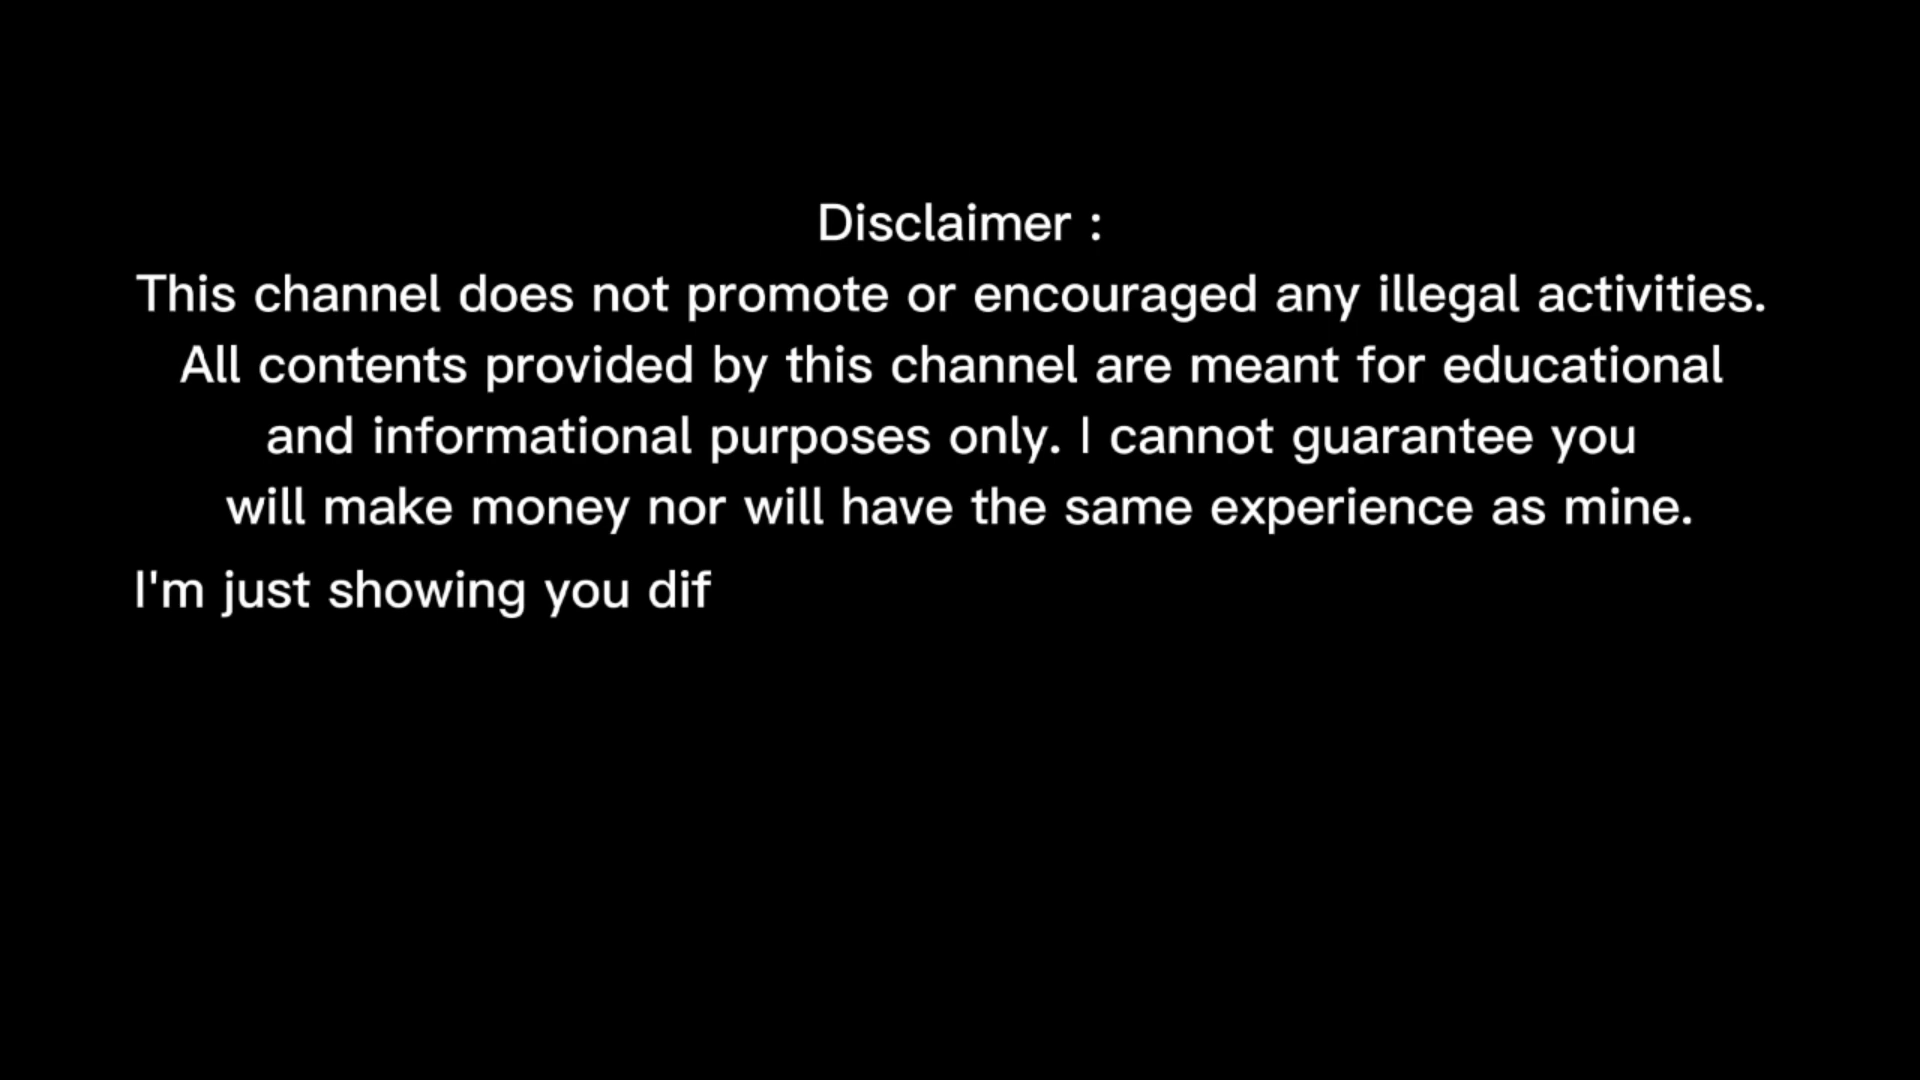 Disclaimer :
This channel does not promote or encouraged any illegal activities.
All contents provided by this channel are meant for educational
and informational purposes only. I cannot guarantee you
will make money nor will have the same experience as mine.
I'm just showing you dif